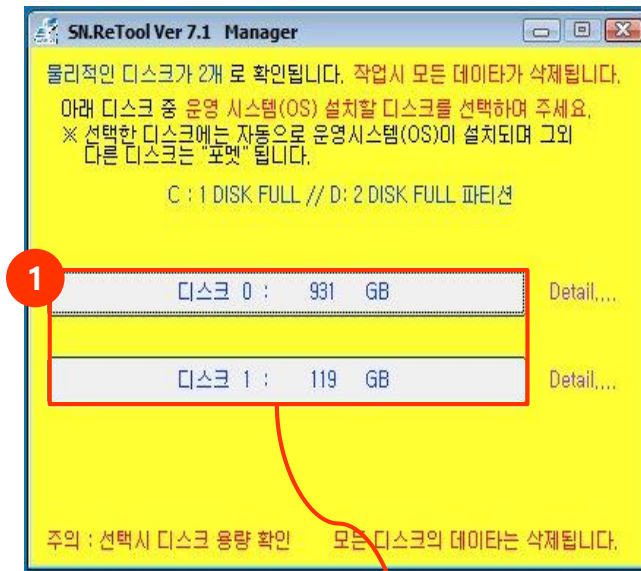 SN.ReTool Ver 7.1 Manager
물리적인 디스크가 2개 로 확인됩니다. 작업시 모든 데이타가 삭제됩니다.
아래 디스크 중 운영 시스템(OS) 설치할 디스크를 선택하여 주세요.
※ 선택한 디스크에는 자동으로 운영시스템(OS)이 설치되며 그외
다른 디스크는 "포멧" 됩니다.
C : 1 DISK FULL // D: 2 DISK FULL 파티션
1
디스크 0 : 931 GB Detail....
디스크 1 : 119 GB Detail....
주의 : 선택시 디스크 용량 확인 모든 디스크의 데이타는 삭제됩니다.